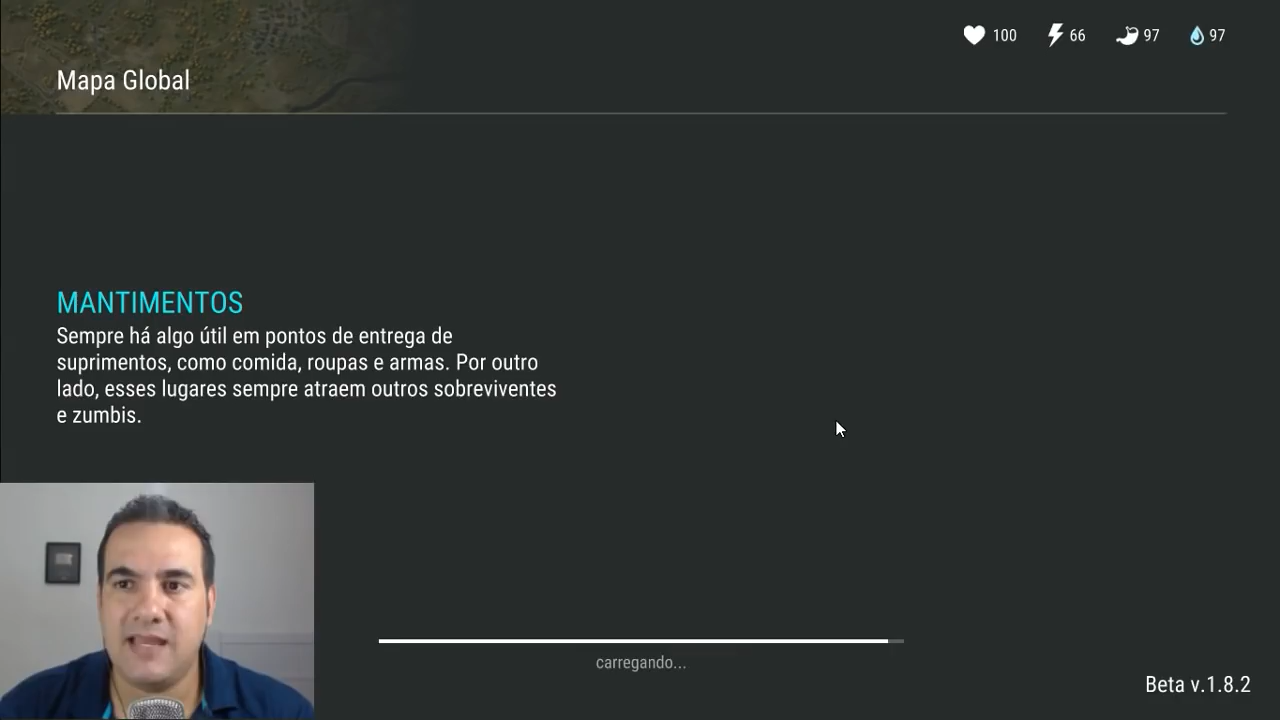 100 66 97 97
Mapa Global
MANTIMENTOS
Sempre há algo útil em pontos de entrega de
suprimentos, como comida, roupas e armas. Por outro
lado, esses lugares sempre atraem outros sobreviventes
e zumbis.
carregando...
Beta v.1.8.2